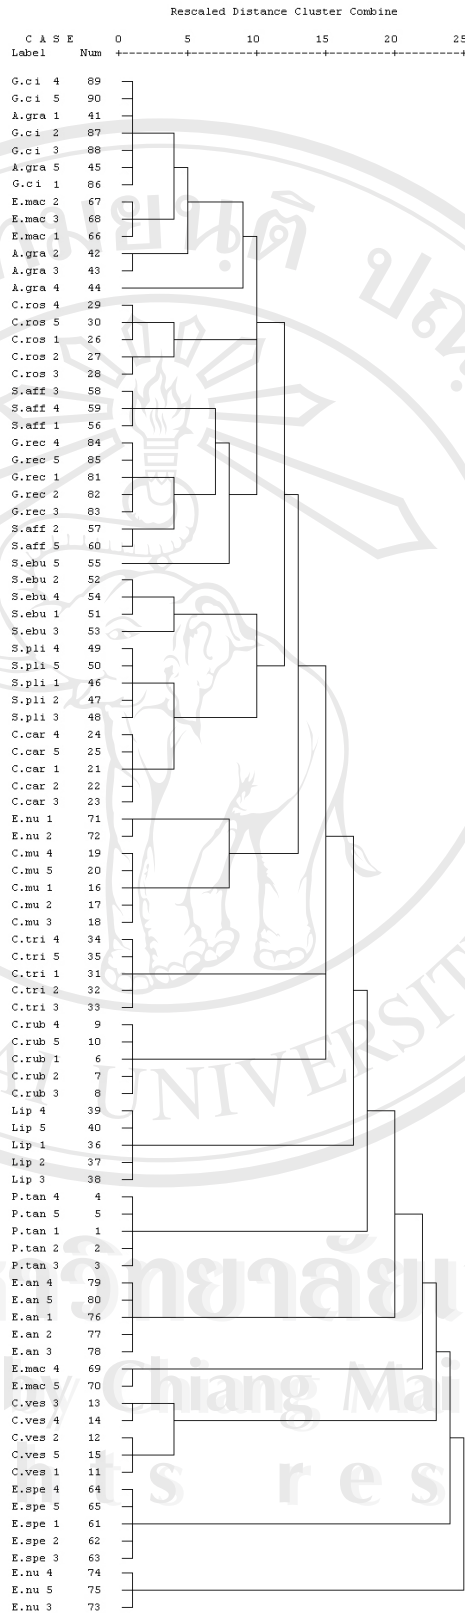 Rescaled Distance Cluster Combine
C A S E 0 5 10 15 20 25
Label Num +---------+---------+---------+---------+---------+
G.ci 4 89
G.ci 5 90
A.gra 1 41
G.ci 2 87
G.ci 3 88
A.gra 5 45
G.ci 1 86
E.mac 2 67
E.mac 3 68
E.mac 1 66
A.gra 2 42
A.gra 3 43
A.gra 4 44
C.ros 4 29
C.ros 5 30
C.ros 1 26
C.ros 2 27
C.ros 3 28
S.aff 3 58
S.aff 4 59
S.aff 1 56
G.rec 4 84
G.rec 5 85
G.rec 1 81
G.rec 2 82
G.rec 3 83
S.aff 2 57
S.aff 5 60
S.ebu 5 55
S.ebu 2 52
S.ebu 4 54
S.ebu 1 51
S.ebu 3 53
S.pli 4 49
S.pli 5 50
S.pli 1 46
S.pli 2 47
S.pli 3 48
C.car 4 24
C.car 5 25
C.car 1 21
C.car 2 22
C.car 3 23
E.nu 1 71
E.nu 2 72
C.mu 4 19
C.mu 5 20
C.mu 1 16
C.mu 2 17
C.mu 3 18
C.tri 4 34
C.tri 5 35
C.tri 1 31
C.tri 2 32
C.tri 3 33
C.rub 4 9
C.rub 5 10
C.rub 1 6
C.rub 2 7
C.rub 3 8
Lip 4 39
Lip 5 40
Lip 1 36
Lip 2 37
Lip 3 38
P.tan 4 4
P.tan 5 5
P.tan 1 1
P.tan 2 2
P.tan 3 3
E.an 4 79
E.an 5 80
E.an 1 76
E.an 2 77
E.an 3 78
E.mac 4 69
E.mac 5 70
C.ves 3 13
C.ves 4 14
C.ves 2 12
C.ves 5 15
C.ves 1 11
E.spe 4 64
E.spe 5 65
E.spe 1 61
E.spe 2 62
E.spe 3 63
E.nu 4 74
E.nu 5 75
E.nu 3 73
UNIVERSIT
วิทยาลัย
by Chiang Mai
h t s r e s